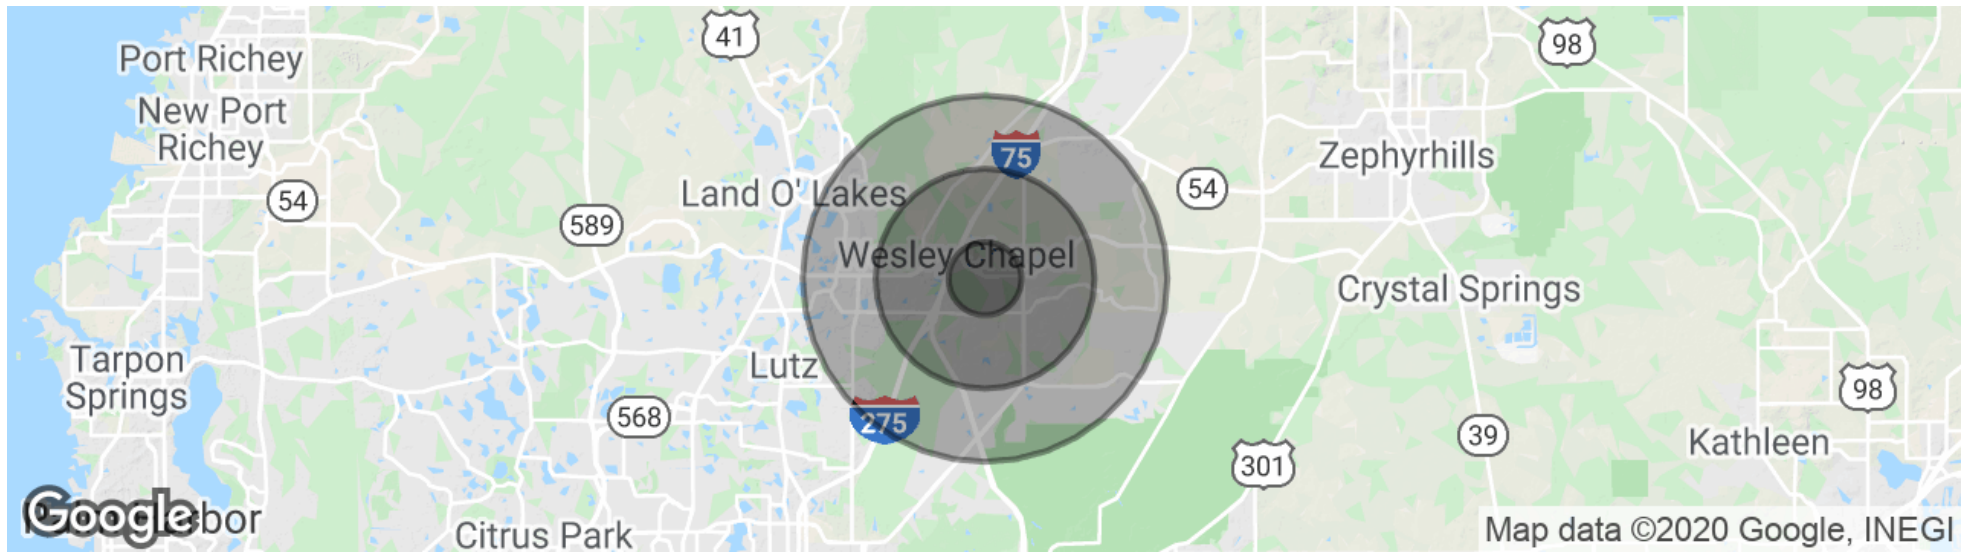 41
98
Port Richey
New Port
Richey
75
Zephyrhills
54
Land O' Lakes
54
589
Wesley Chapel
Crystal Springs
Tarpon
Springs
Lutz
98
568
275
39
Kathleen
301
Google
bor
Citrus Park
Map data ©2020 Google, INEGI